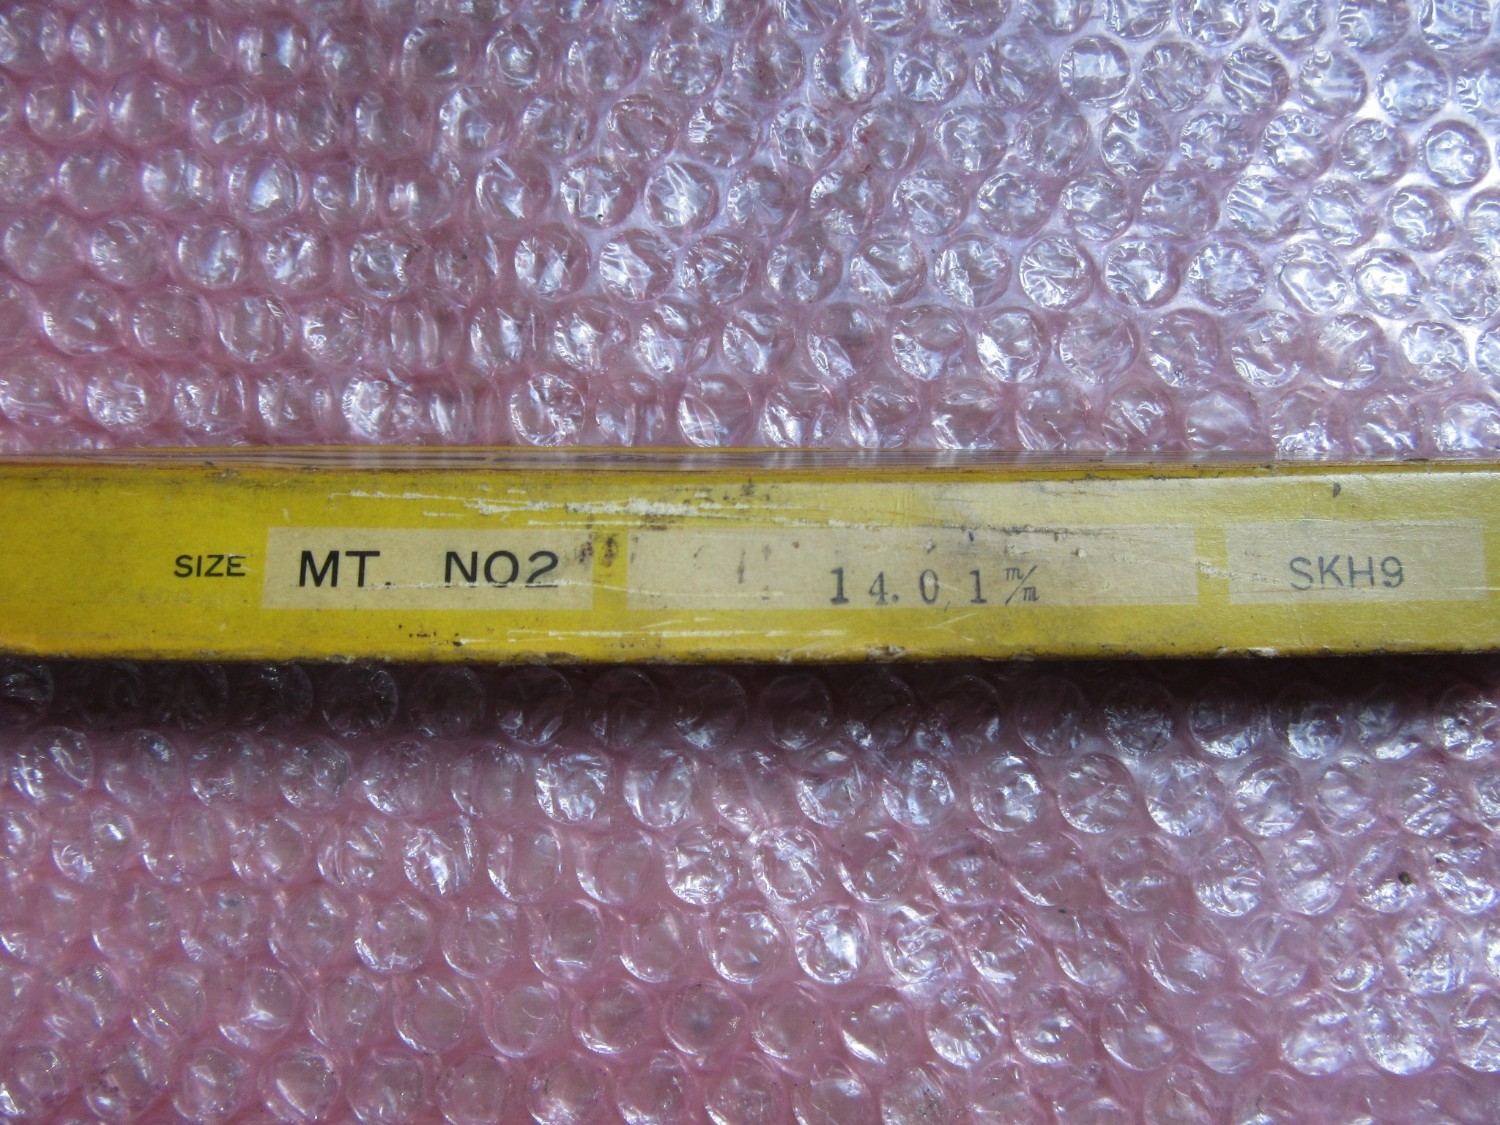 SIZE MT. NO2 14.01 m/m SKH9